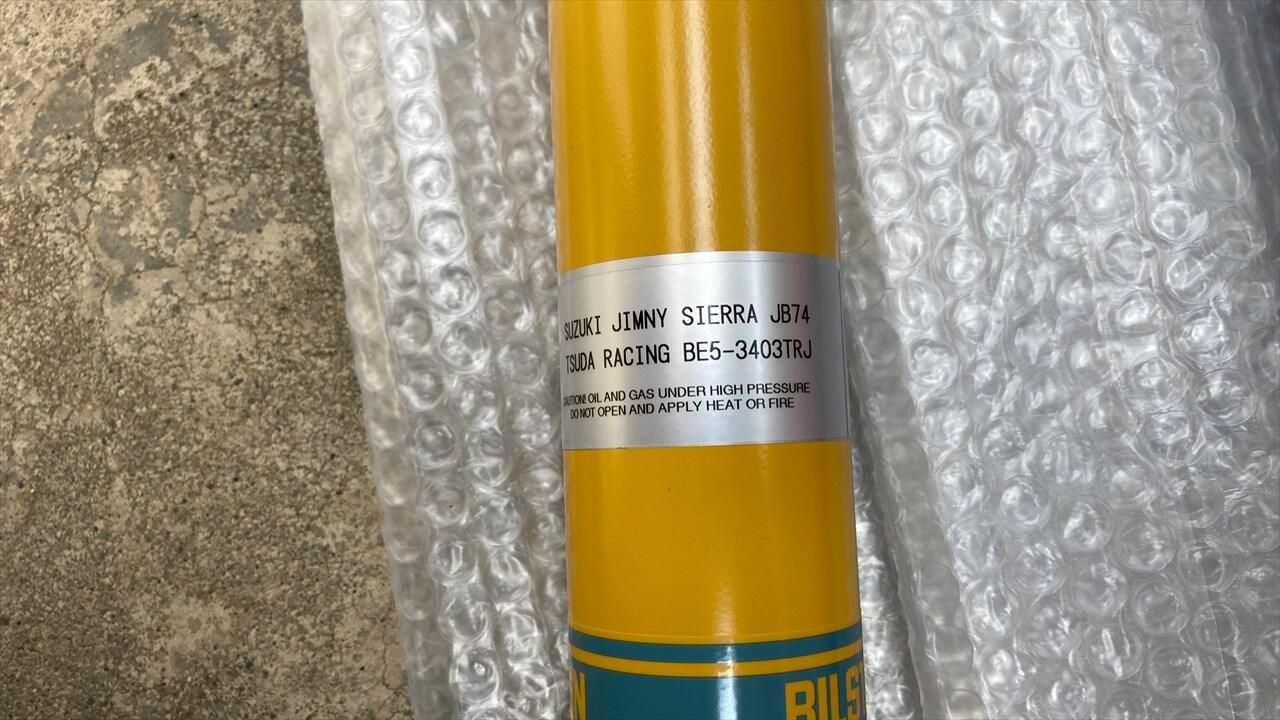 SUZUKI JIMNY SIERRA JB74
TSUDA RACING BE5-3403TRJ
CAUTION! OIL AND GAS UNDER HIGH PRESSURE
DO NOT OPEN AND APPLY HEAT OR FIRE
N BILST